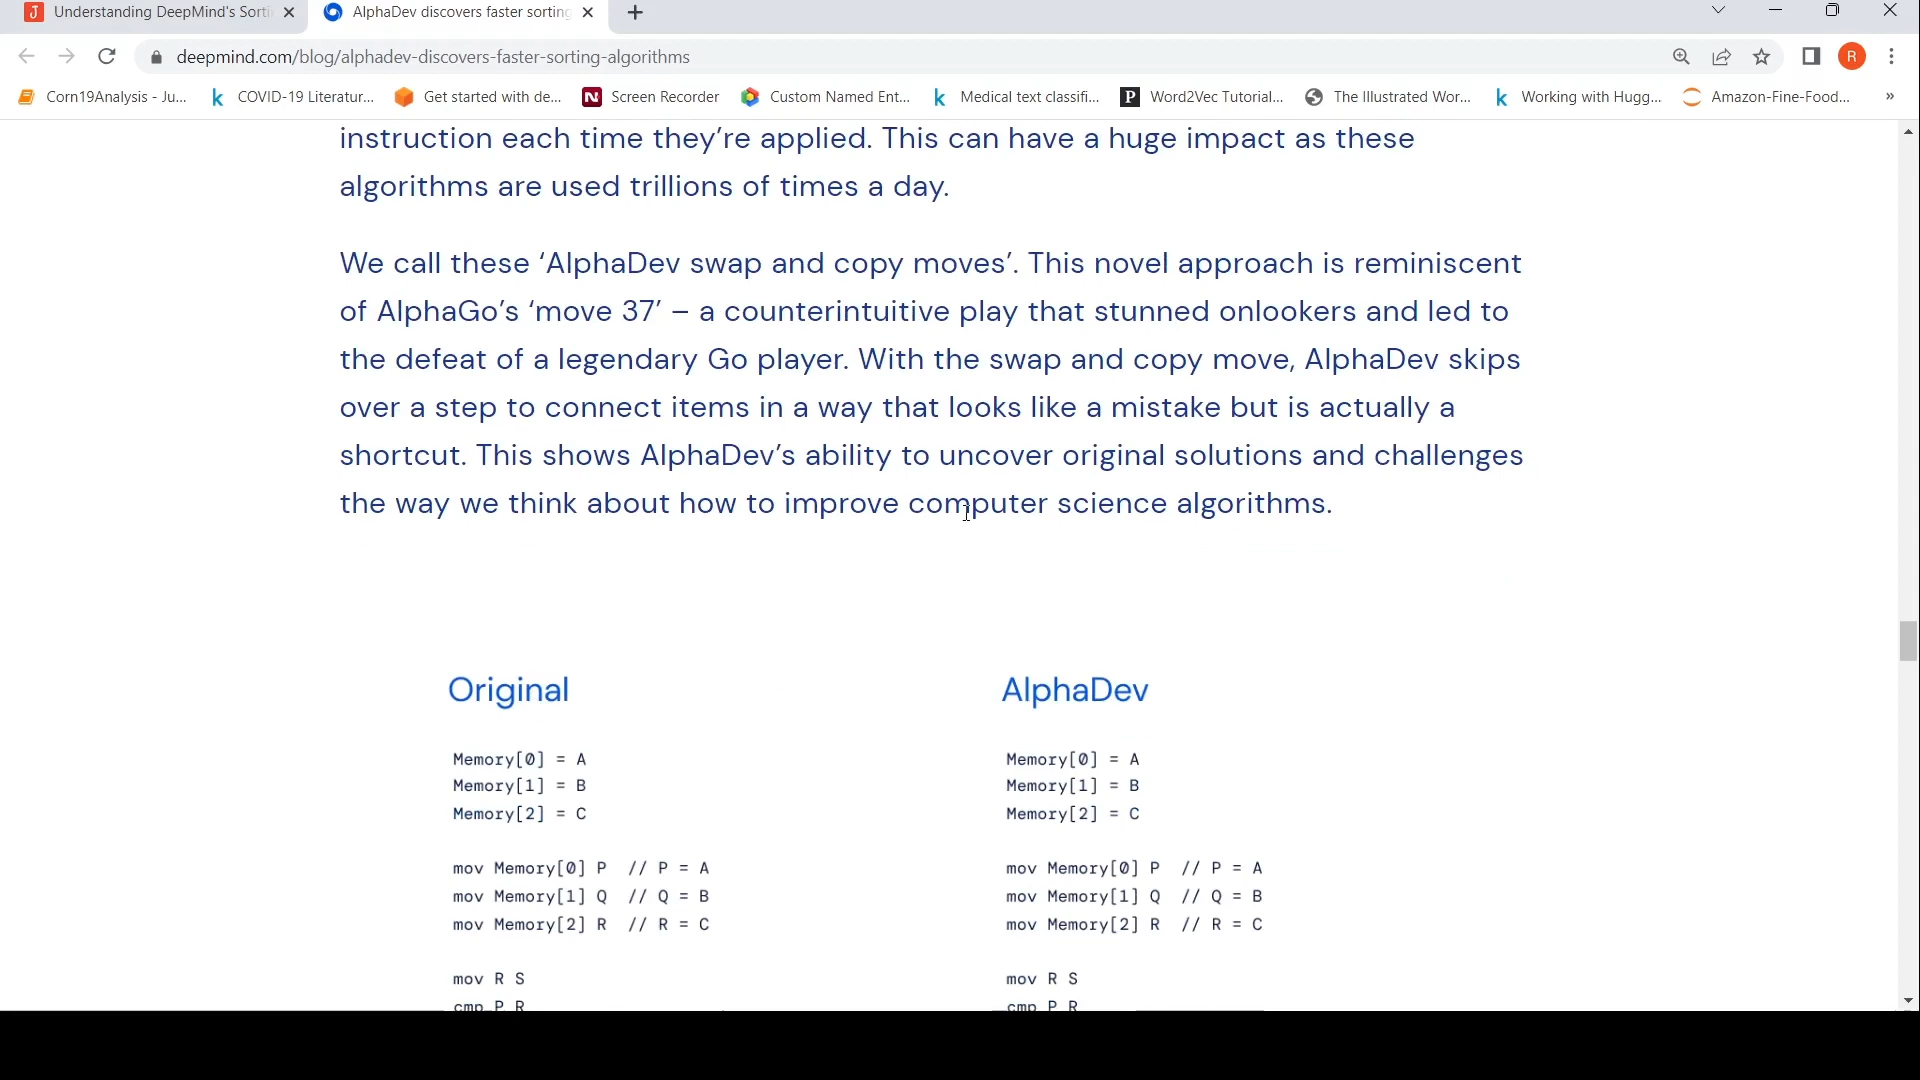 Understanding DeepMind's Sorti
AlphaDev discovers faster sorting
deepmind.com/blog/alphadev-discovers-faster-sorting-algorithms
R
Corn19Analysis - Ju...
COVID-19 Literatur...
Get started with de...
Screen Recorder
Custom Named Ent...
Medical text classifi...
Word2Vec Tutorial...
The Illustrated Wor...
Working with Hugg...
Amazon-Fine-Food...
»
instruction each time they're applied. This can have a huge impact as these
algorithms are used trillions of times a day.
We call these ‘AlphaDev swap and copy moves’. This novel approach is reminiscent
of AlphaGo’s ‘move 37’ – a counterintuitive play that stunned onlookers and led to
the defeat of a legendary Go player. With the swap and copy move, AlphaDev skips
over a step to connect items in a way that looks like a mistake but is actually a
shortcut. This shows AlphaDev’s ability to uncover original solutions and challenges
the way we think about how to improve computer science algorithms.
Original
Memory[0] = A
Memory[1] = B
Memory[2] = C
mov Memory[0] P // P = A
mov Memory[1] Q // Q = B
mov Memory[2] R // R = C
mov R S
cmp P R
AlphaDev
Memory[0] = A
Memory[1] = B
Memory[2] = C
mov Memory[0] P // P = A
mov Memory[1] Q // Q = B
mov Memory[2] R // R = C
mov R S
cmp P R